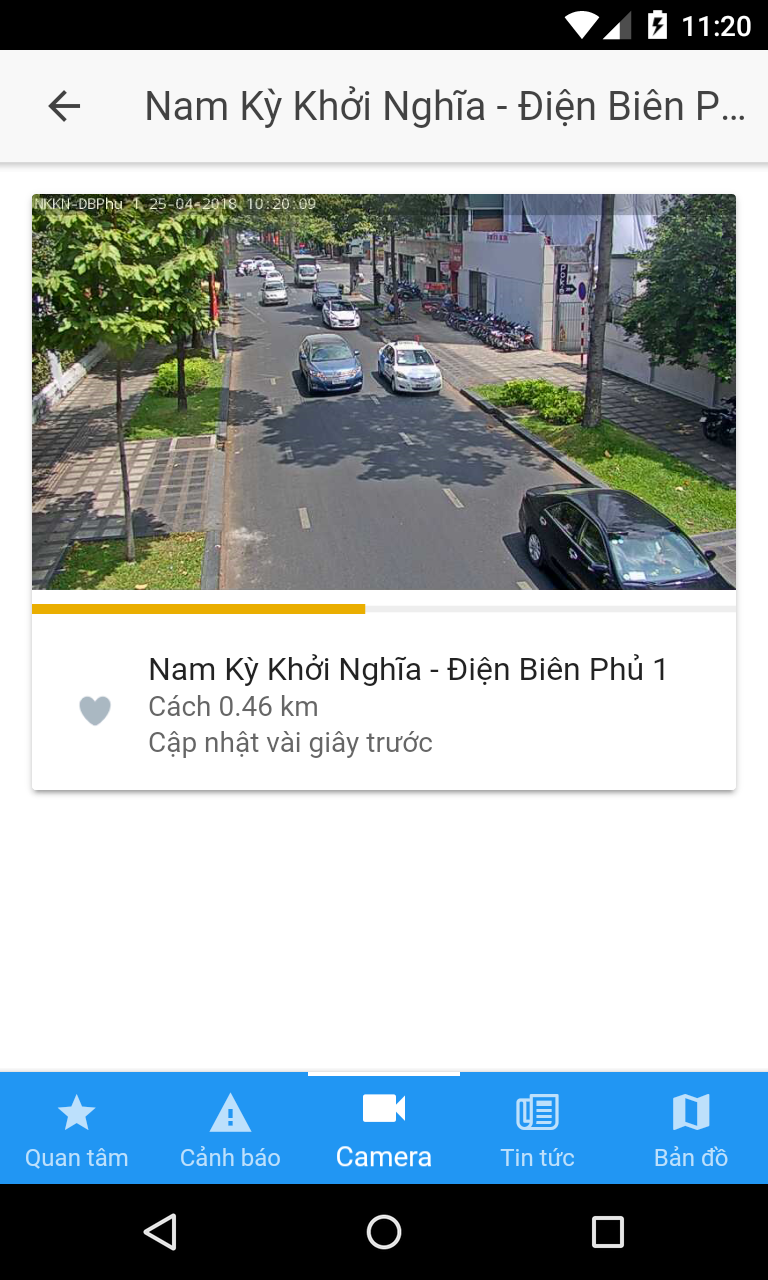 11:20
Nam Kỳ Khởi Nghĩa - Điện Biên P...
NKKN-DBPhu 1 25-04-2018 10:20:09
Nam Kỳ Khởi Nghĩa - Điện Biên Phủ 1
Cách 0.46 km
Cập nhật vài giây trước
Quan tâm
Cảnh báo
Camera
Tin tức
Bản đồ